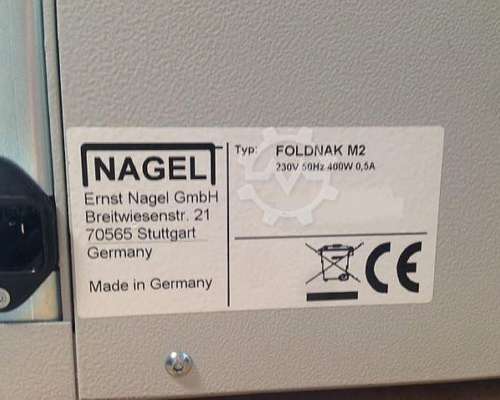 NAGEL
Ernst Nagel GmbH
Breitwiesenstr. 21
70565 Stuttgart
Germany
Made in Germany
Typ: FOLDNAK M2
230V 50Hz 400W 0,5A
CE